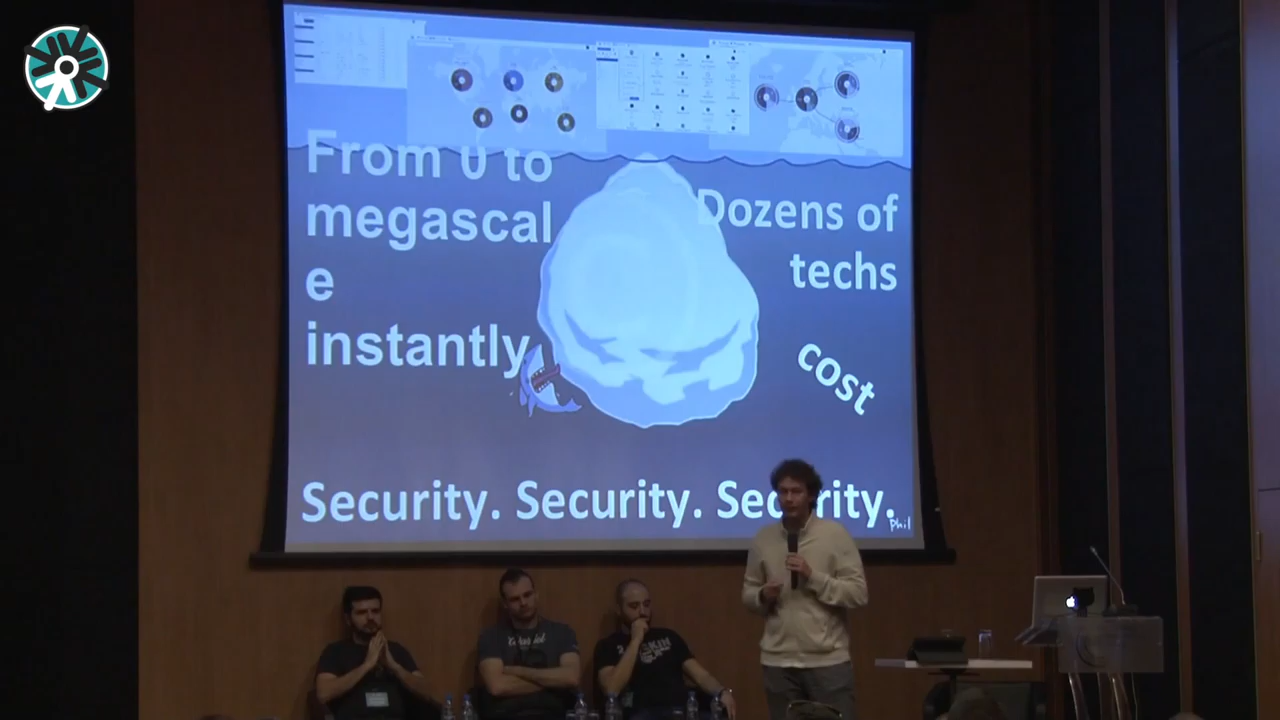 From 0 to
megascal
e
instantly
Dozens of
techs
cost
Security. Security. Security.
Phil